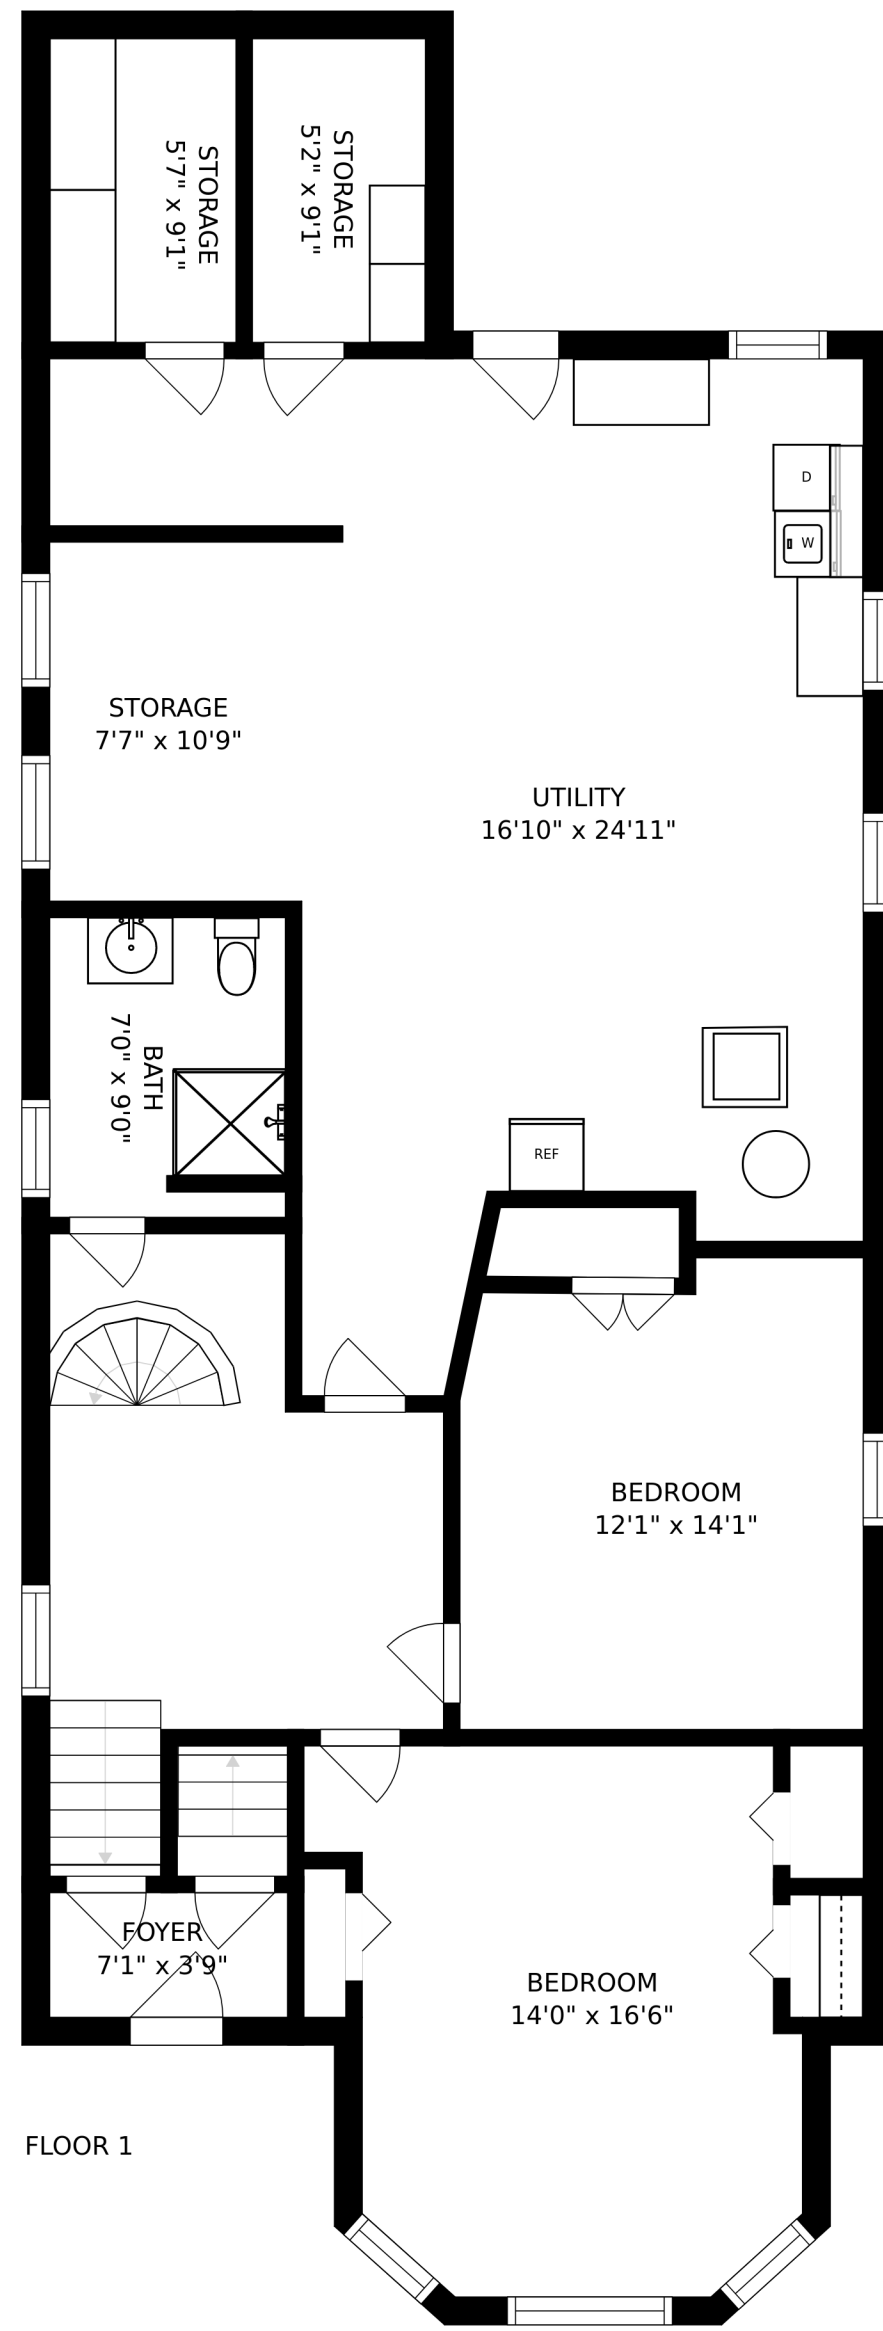 STORAGE
5'7" x 9'1"
STORAGE
5'2" x 9'1"
D
W
STORAGE
7'7" x 10'9"
UTILITY
16'10" x 24'11"
BATH
7'0" x 9'0"
REF
BEDROOM
12'1" x 14'1"
FOYER
7'1" x 3'9"
BEDROOM
14'0" x 16'6"
FLOOR 1